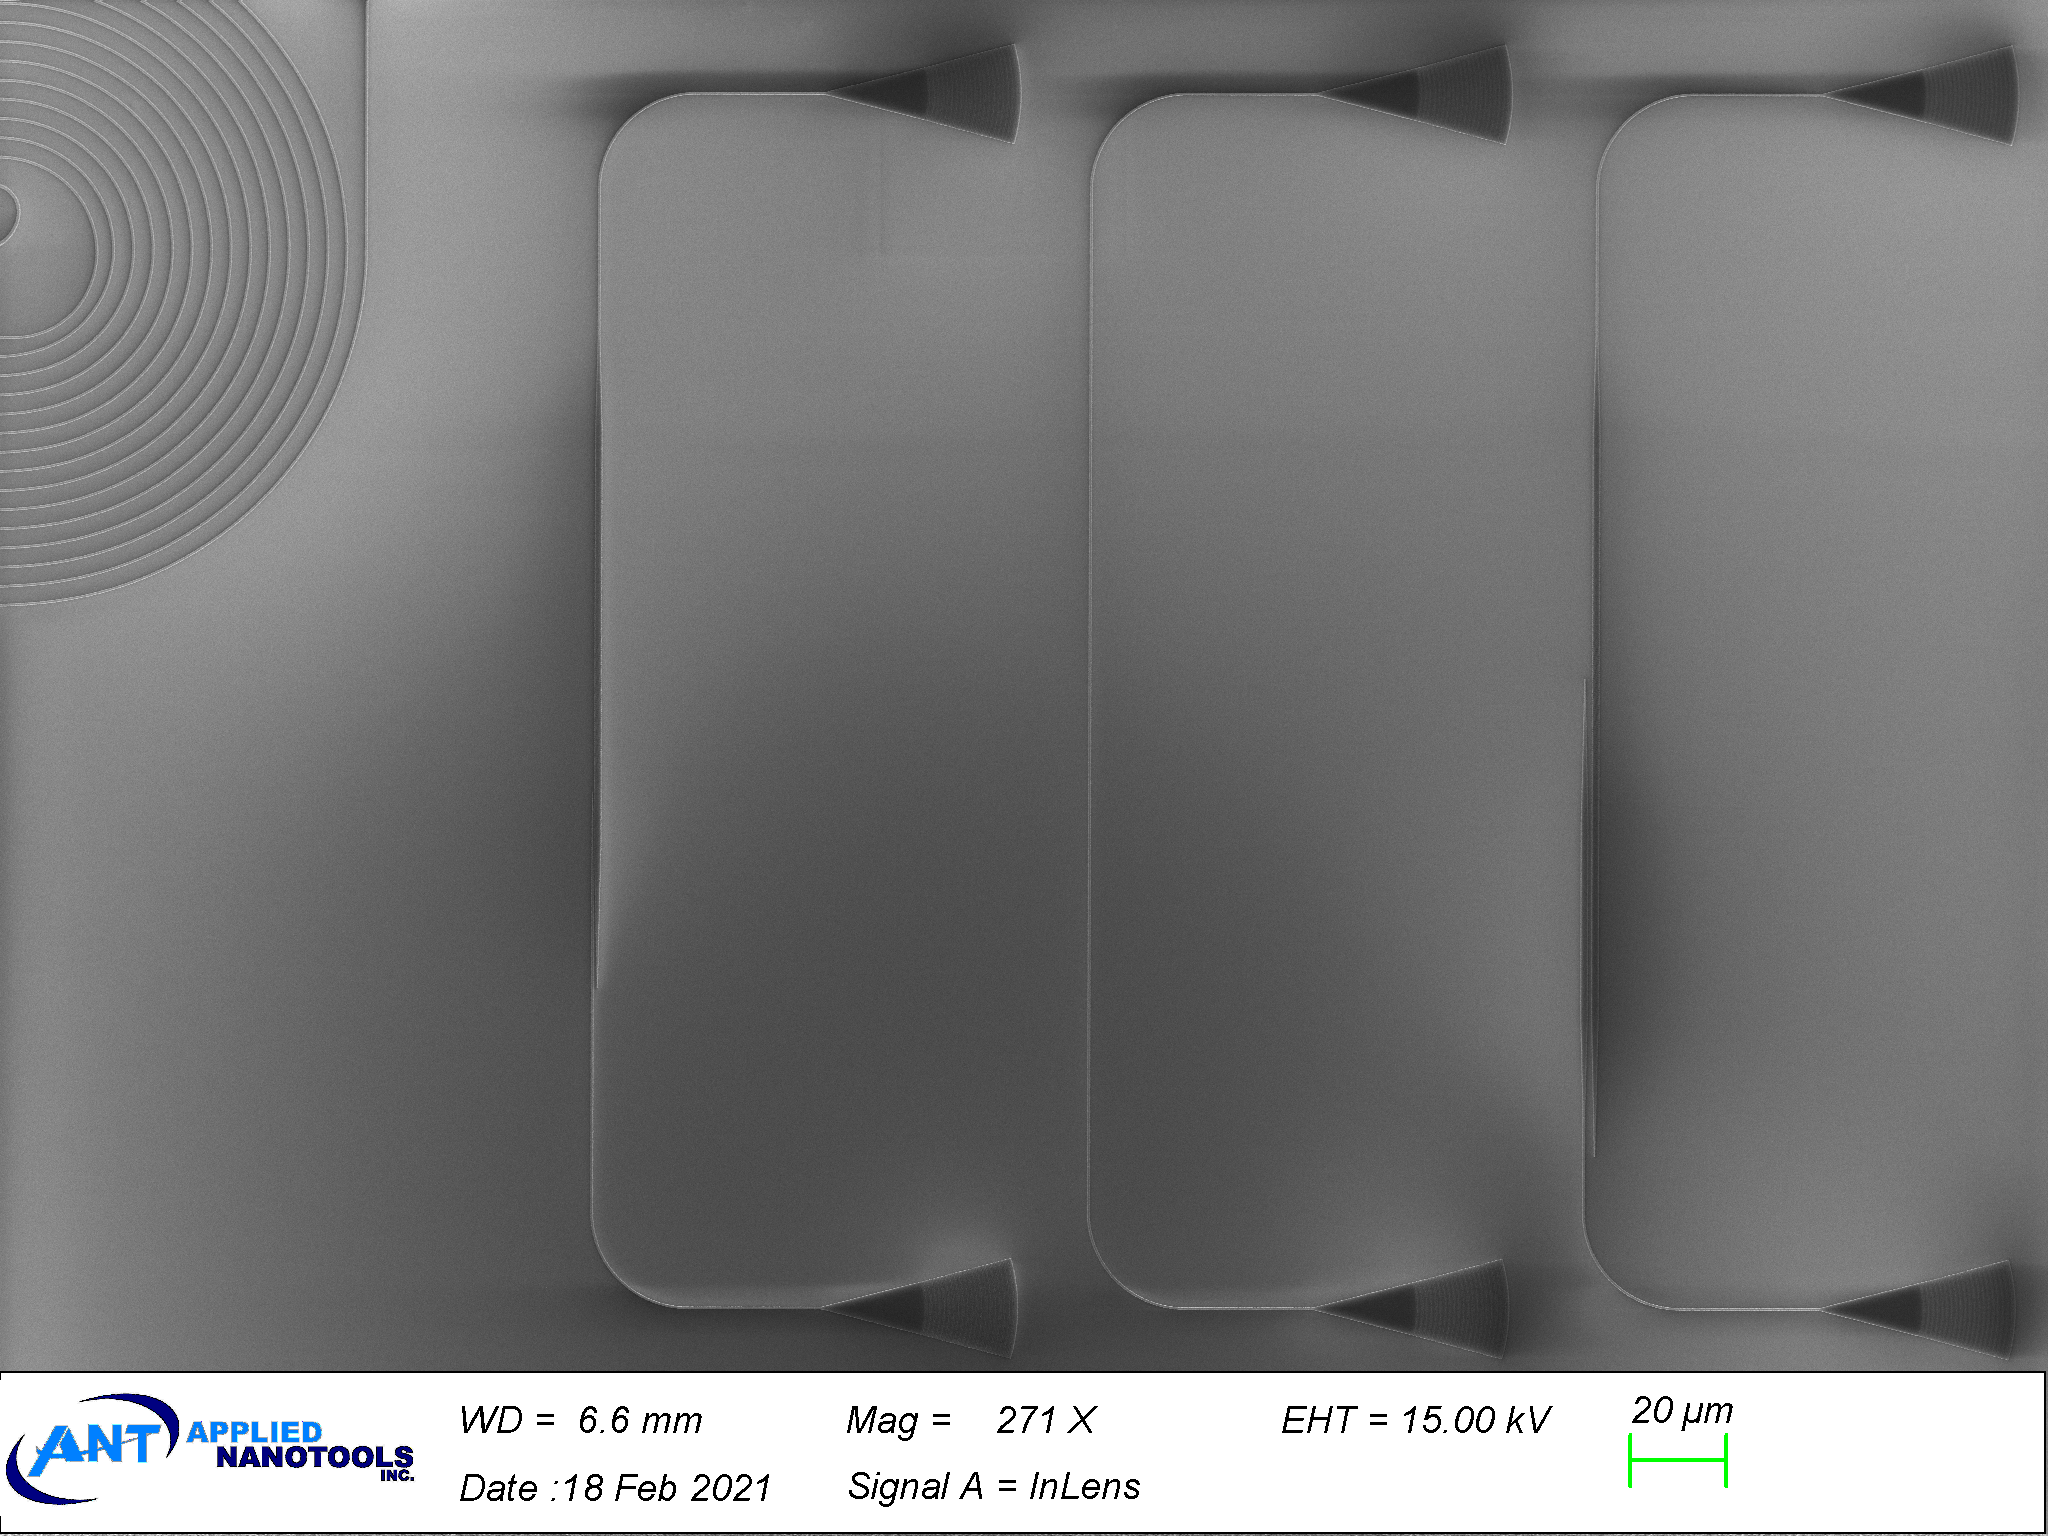 ANT APPLIED NANOTOOLS INC.
WD = 6.6 mm
Mag = 271 X
EHT = 15.00 kV
20 µm
Date :18 Feb 2021
Signal A = InLens